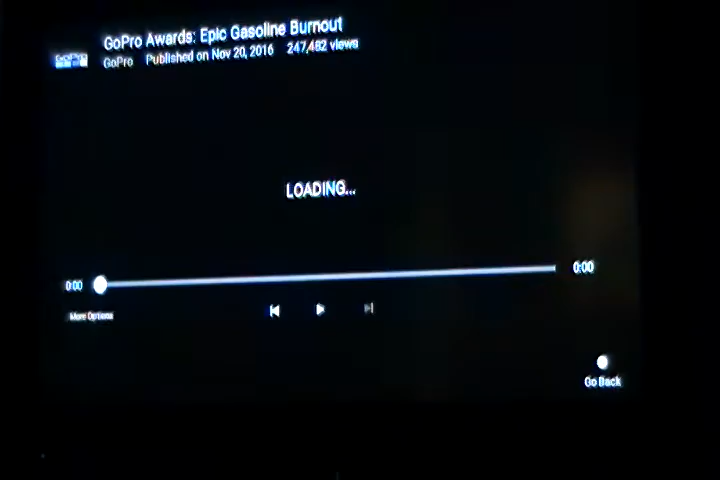 GoPro Awards: Epic Gasoline Burnout
GoPro
GoPro Published on Nov 20, 2016 247,462 views
LOADING...
0:00 0:00
More Options
Go Back